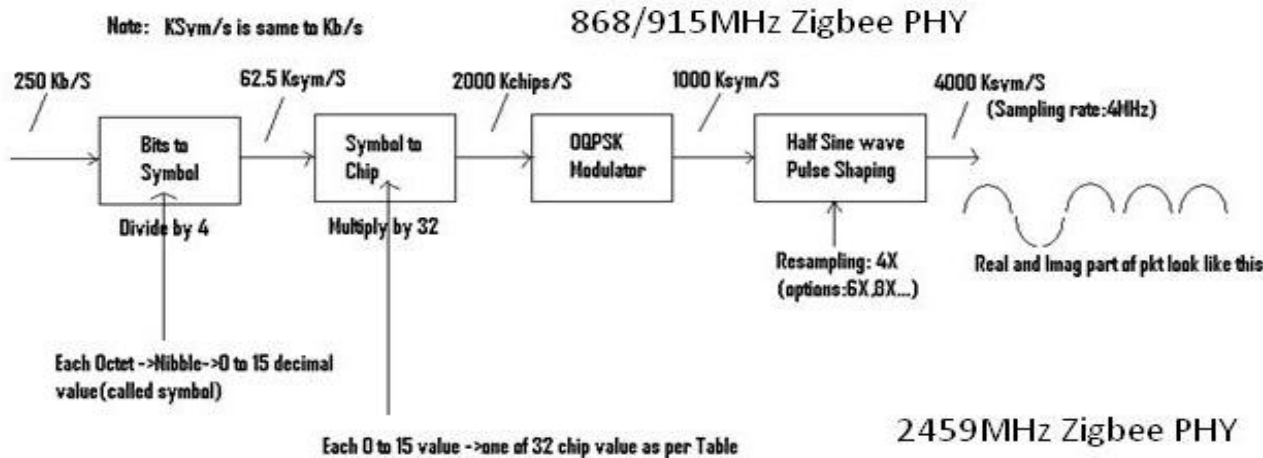 868/915MHz Zigbee PHY
Note: KSym/s is same to Kb/s
250 Kb/S
62.5 Ksym/S
2000 Kchips/S
1000 Ksym/S
4000 Ksym/S
(Sampling rate:4MHz)
Bits to
Symbol
Symbol to
Chip
OQPSK
Modulator
Half Sine wave
Pulse Shaping
Divide by 4
Multiply by 32
Resampling: 4X
(options:6X,8X...)
Real and Imag part of pkt look like this
Each Octet ->Nibble->0 to 15 decimal
value(called symbol)
Each 0 to 15 value ->one of 32 chip value as per Table
2459MHz Zigbee PHY